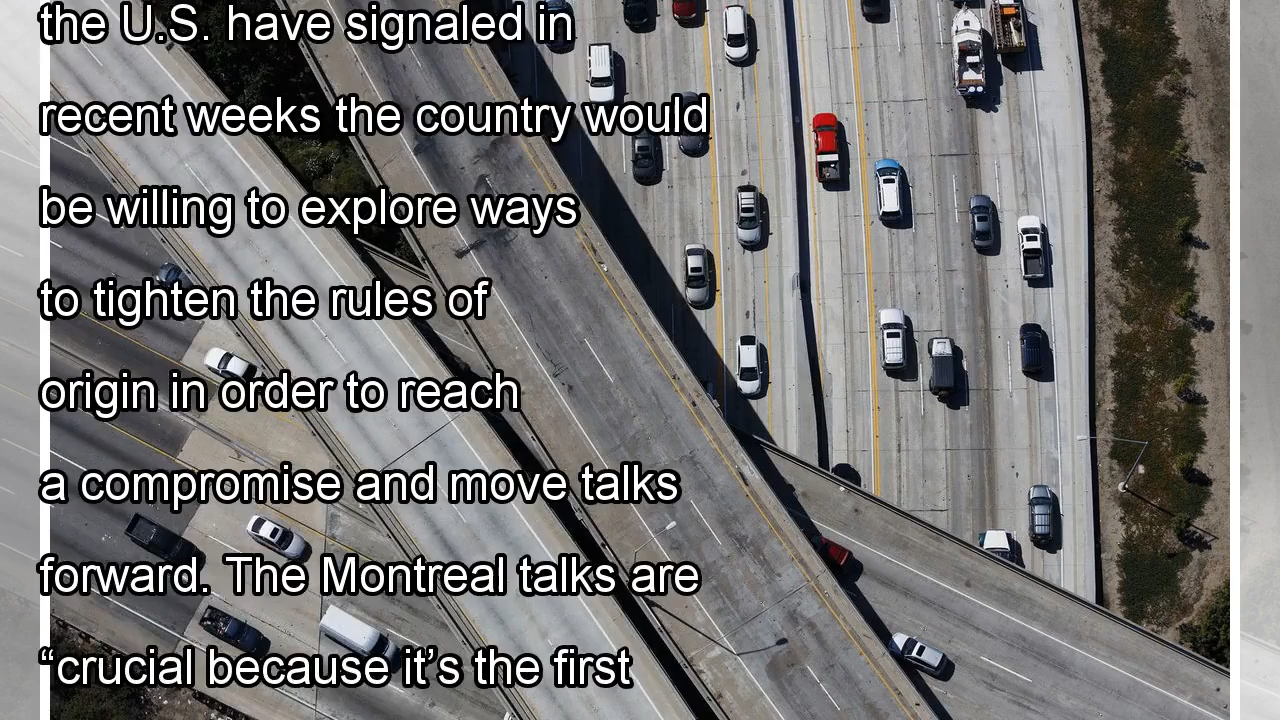 the U.S. have signaled in
recent weeks the country would
be willing to explore ways
to tighten the rules of
origin in order to reach
a compromise and move talks
forward. The Montreal talks are
“crucial because it’s the first